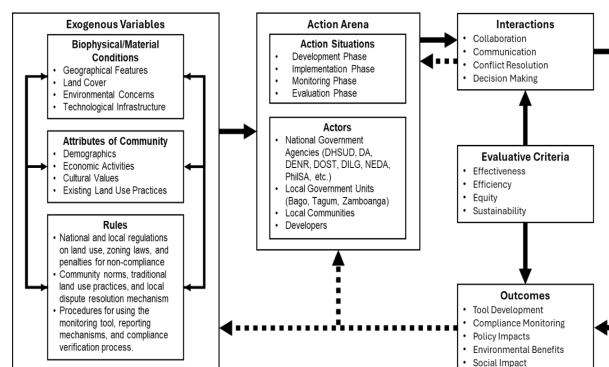 Exogenous Variables
Biophysical/Material
Conditions
• Geographical Features
• Land Cover
• Environmental Concerns
• Technological Infrastructure
Attributes of Community
• Demographics
• Economic Activities
• Cultural Values
• Existing Land Use Practices
Rules
• National and local regulations
on land use, zoning laws, and
penalties for non-compliance
• Community norms, traditional
land use practices, and local
dispute resolution mechanism
• Procedures for using the
monitoring tool, reporting
mechanisms, and compliance
verification process.
Action Arena
Action Situations
• Development Phase
• Implementation Phase
• Monitoring Phase
• Evaluation Phase
Actors
• National Government
Agencies (DHSUD, DA,
DENR, DOST, DILG, NEDA,
PhilSA, etc.)
• Local Government Units
(Bago, Tagum, Zamboanga)
• Local Communities
• Developers
Interactions
• Collaboration
• Communication
• Conflict Resolution
• Decision Making
Evaluative Criteria
• Effectiveness
• Efficiency
• Equity
• Sustainability
Outcomes
• Tool Development
• Compliance Monitoring
• Policy Impacts
• Environmental Benefits
• Social Impact